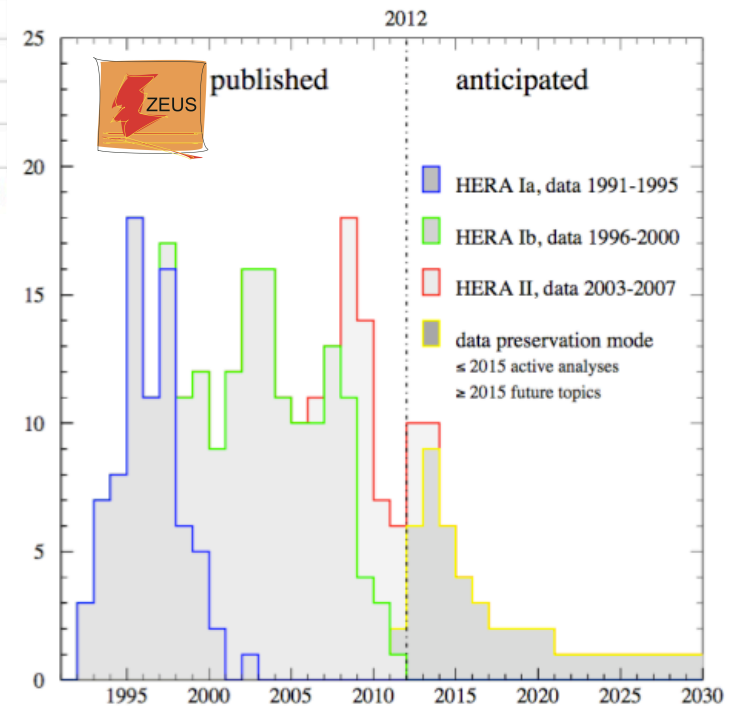 2012
25
published
anticipated
ZEUS
20
HERA Ia, data 1991-1995
HERA Ib, data 1996-2000
15
HERA II, data 2003-2007
data preservation mode
≤ 2015 active analyses
≥ 2015 future topics
10
5
0
1995 2000 2005 2010 2015 2020 2025 2030